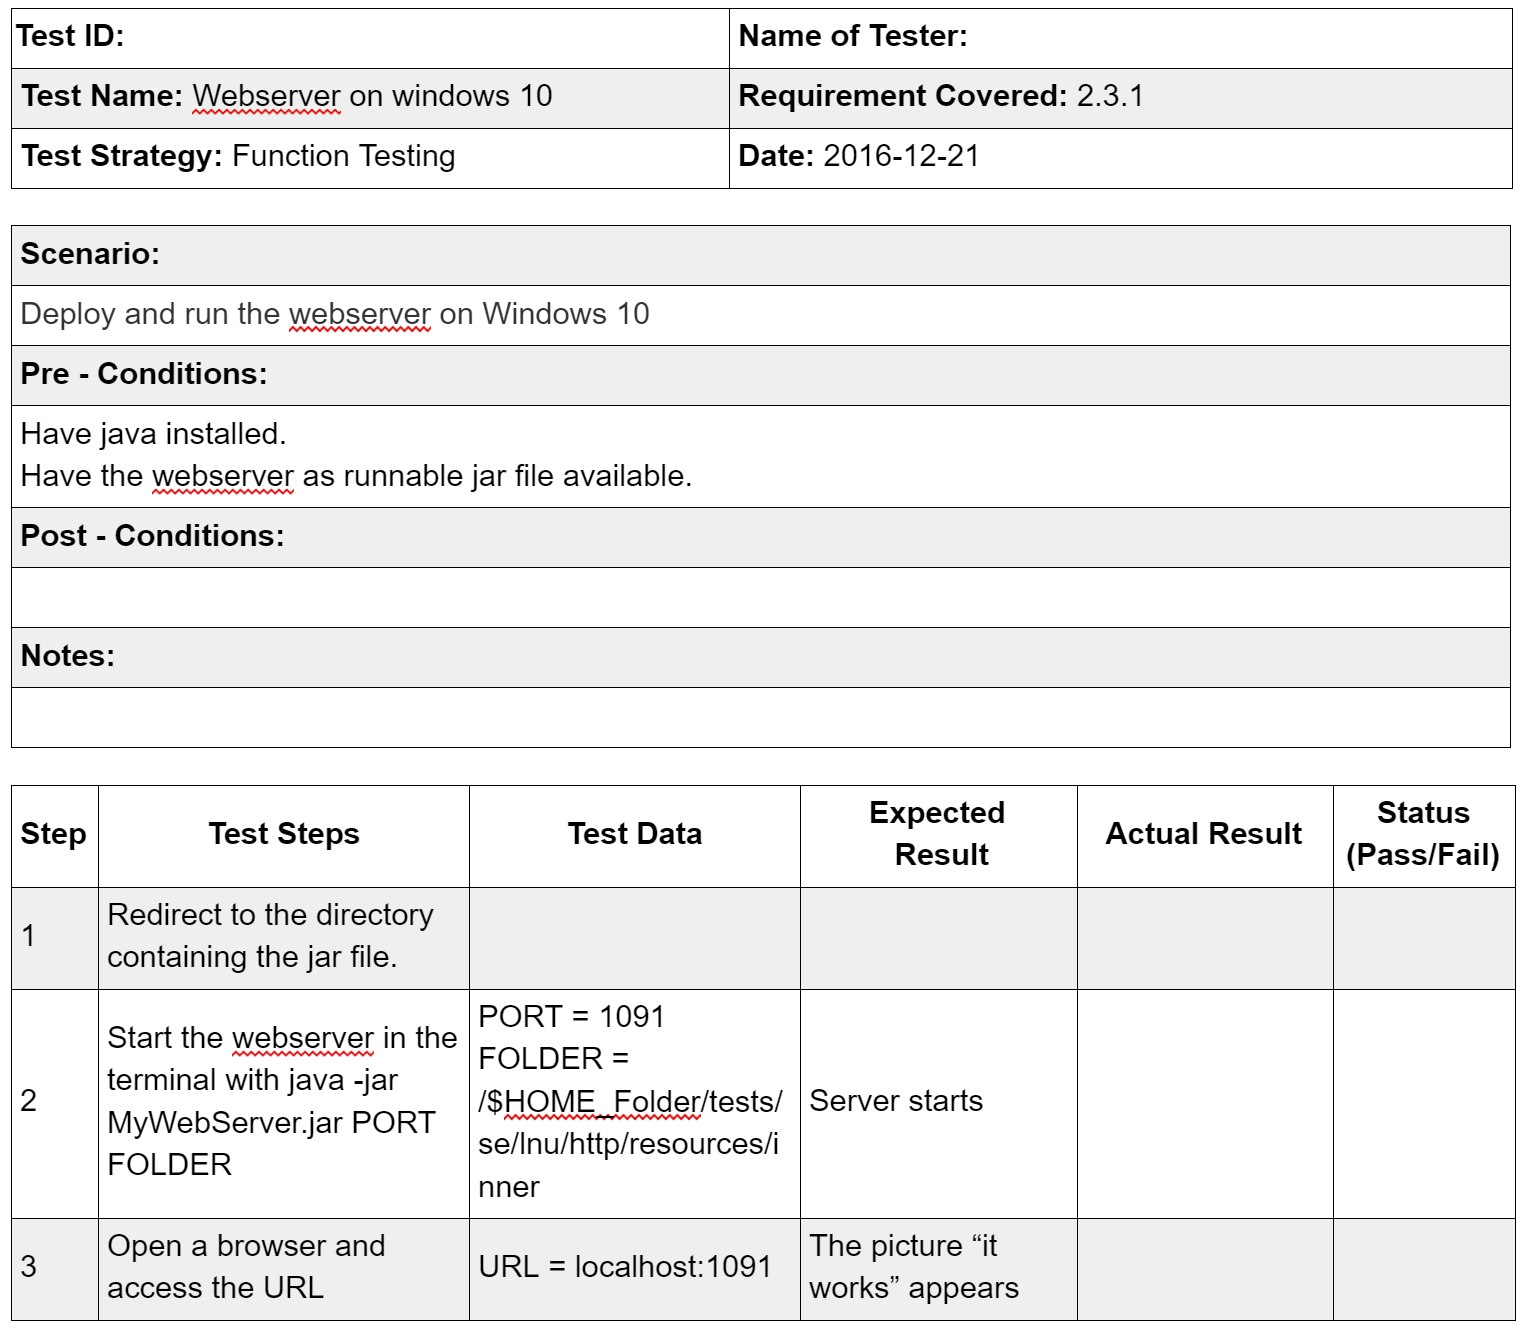 Test ID:
Name of Tester:
Test Name: Webserver on windows 10
Requirement Covered: 2.3.1
Test Strategy: Function Testing
Date: 2016-12-21
Scenario:
Deploy and run the webserver on Windows 10
Pre - Conditions:
Have java installed.
Have the webserver as runnable jar file available.
Post - Conditions:
Notes:
Step
Test Steps
Test Data
Expected
Result
Actual Result
Status
(Pass/Fail)
1
Redirect to the directory
containing the jar file.
2
Start the webserver in the
terminal with java -jar
MyWebServer.jar PORT
FOLDER
PORT = 1091
FOLDER =
/$HOME_Folder/tests/
se/lnu/http/resources/i
nner
Server starts
3
Open a browser and
access the URL
URL = localhost:1091
The picture “it
works” appears